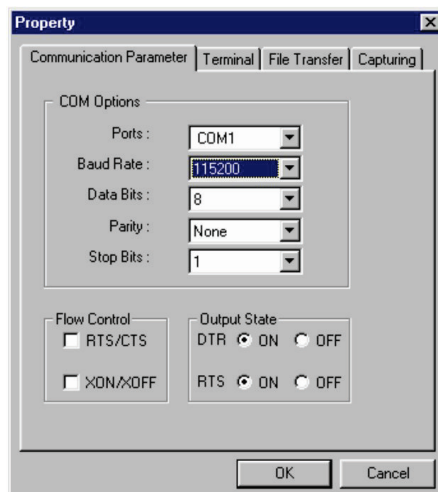 Property
Communication Parameter Terminal File Transfer Capturing
COM Options
Ports : COM1
Baud Rate : 115200
Data Bits : 8
Parity : None
Stop Bits : 1
Flow Control
RTS/CTS
XON/XOFF
Output State
DTR ON OFF
RTS ON OFF
OK Cancel